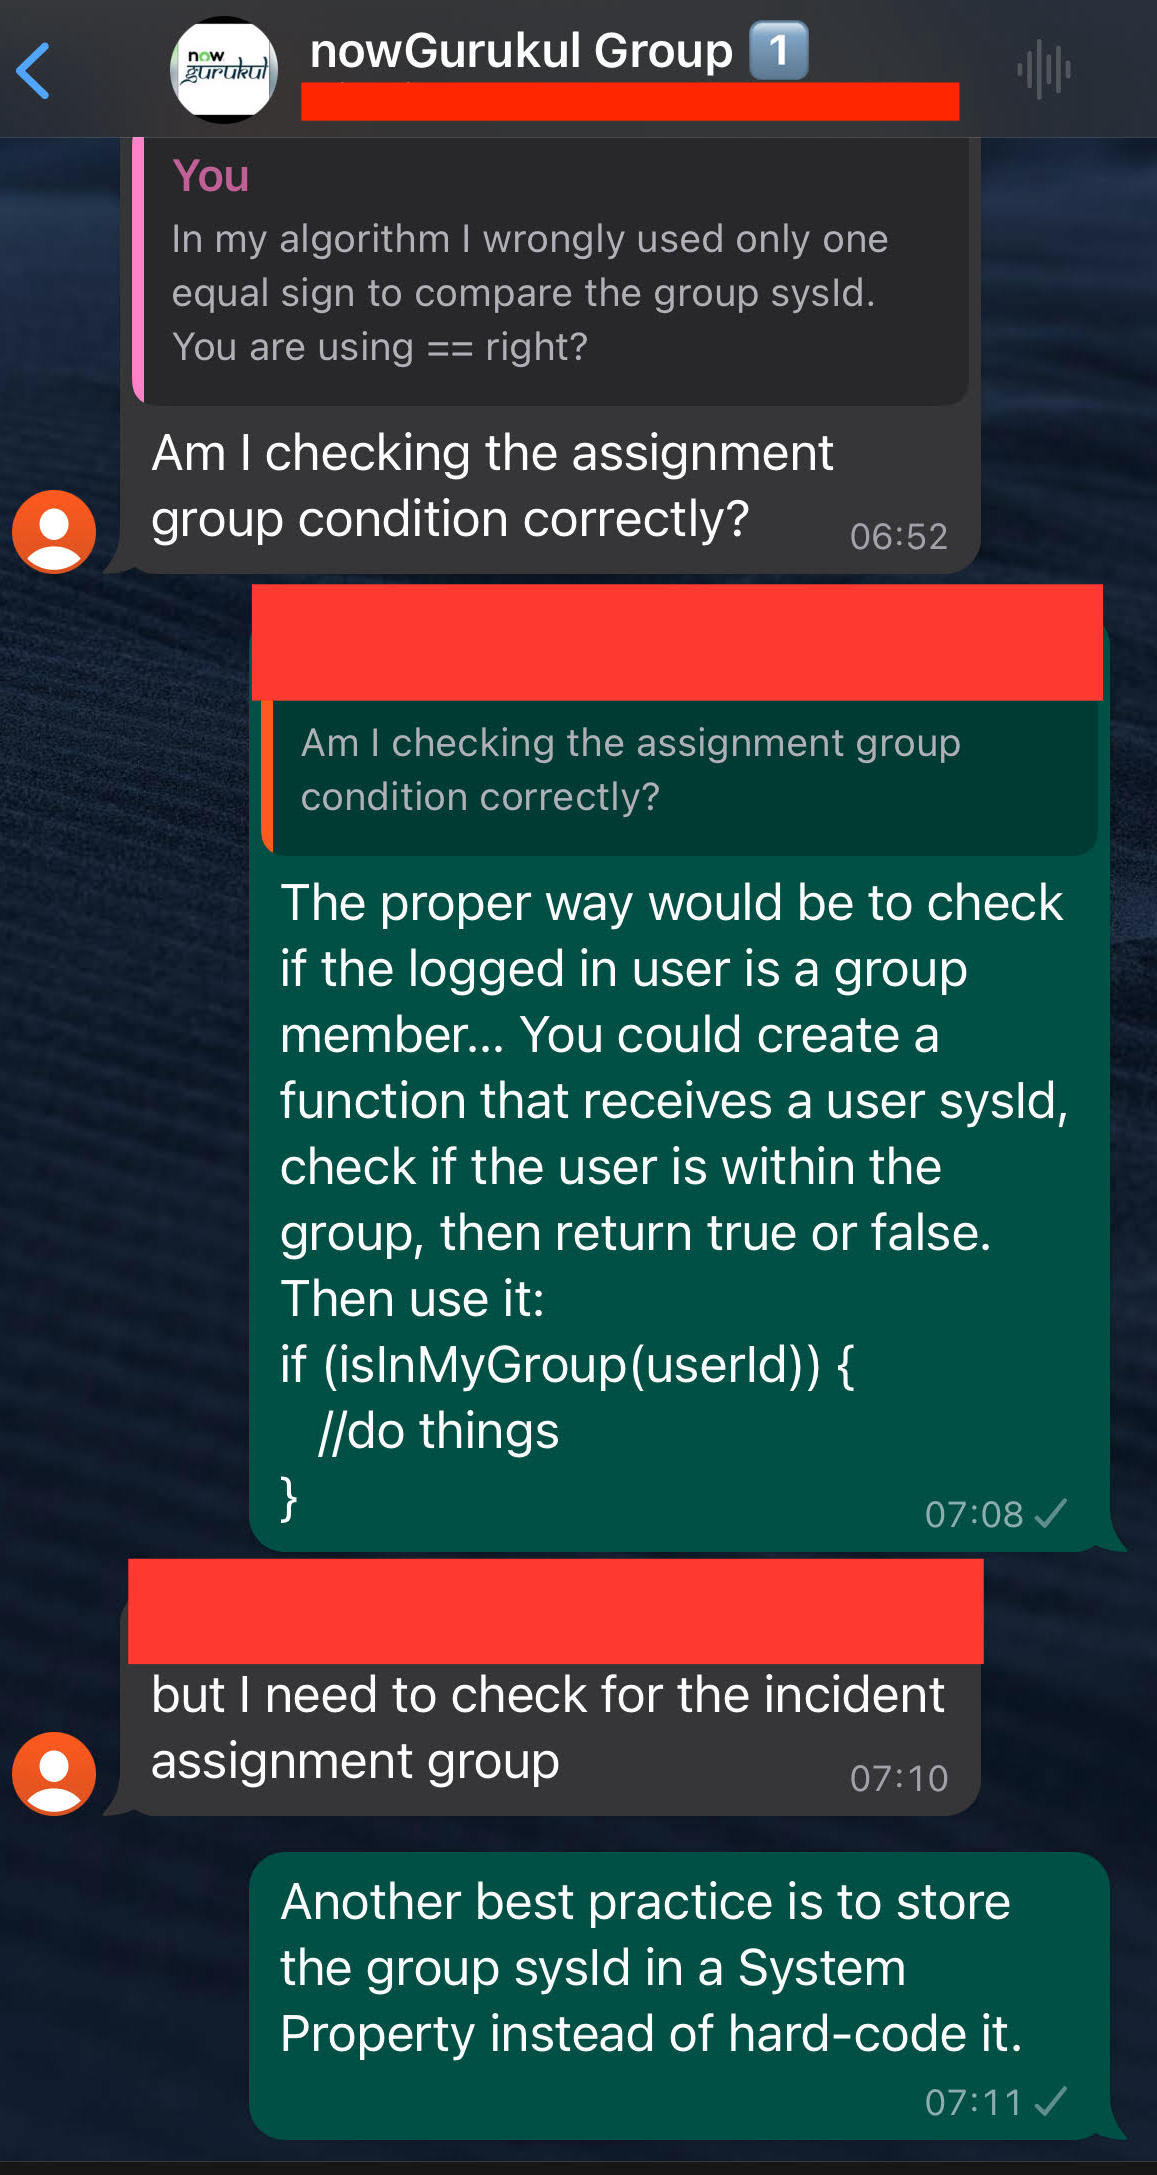 now
gurukul
nowGurukul Group 1
You
In my algorithm I wrongly used only one
equal sign to compare the group sysId.
You are using == right?
Am I checking the assignment
group condition correctly?
06:52
Am I checking the assignment group
condition correctly?
The proper way would be to check
if the logged in user is a group
member... You could create a
function that receives a user sysId,
check if the user is within the
group, then return true or false.
Then use it:
if (isInMyGroup(userId)) {
//do things
}
07:08
but I need to check for the incident
assignment group
07:10
Another best practice is to store
the group sysId in a System
Property instead of hard-code it.
07:11